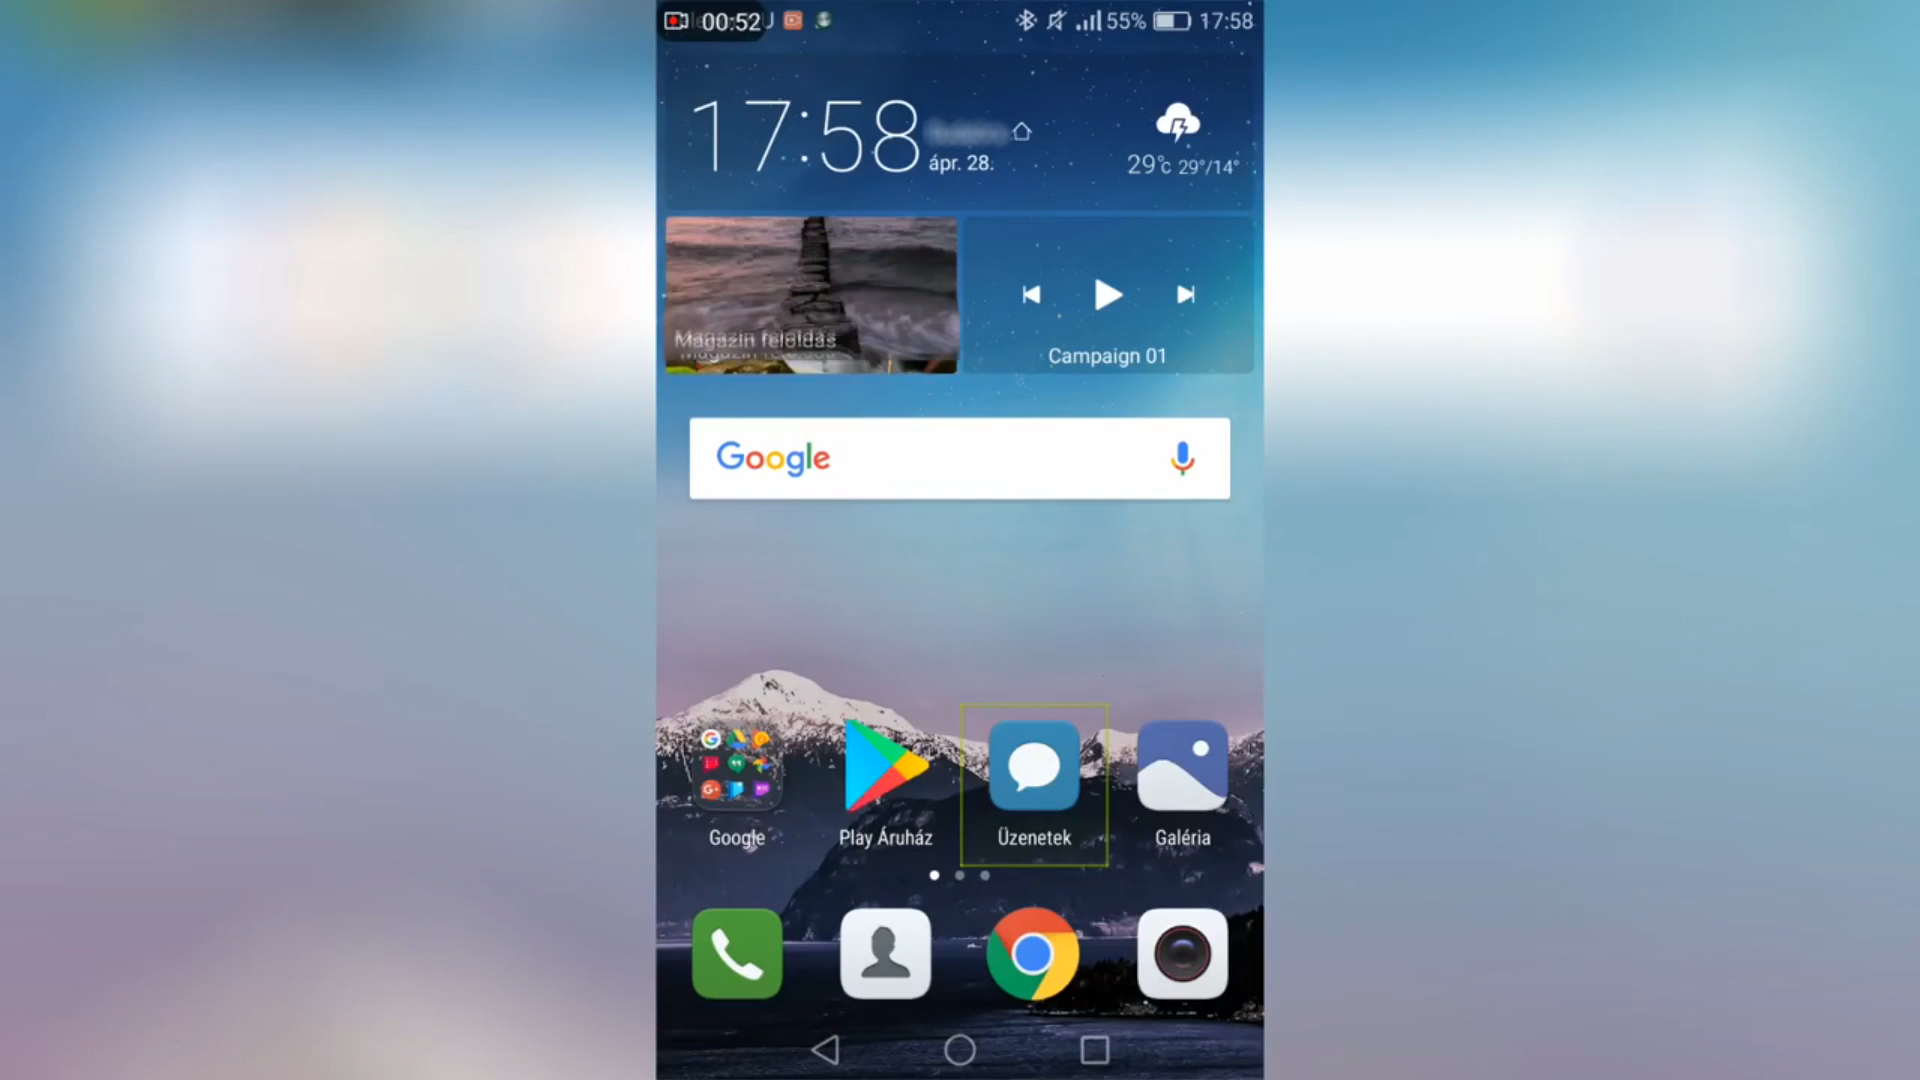 00:52
55%
17:58
17:58
ápr. 28.
29°C 29°/14°
Magazin feloldás
Campaign 01
Google
Google
Play Áruház
Üzenetek
Galéria